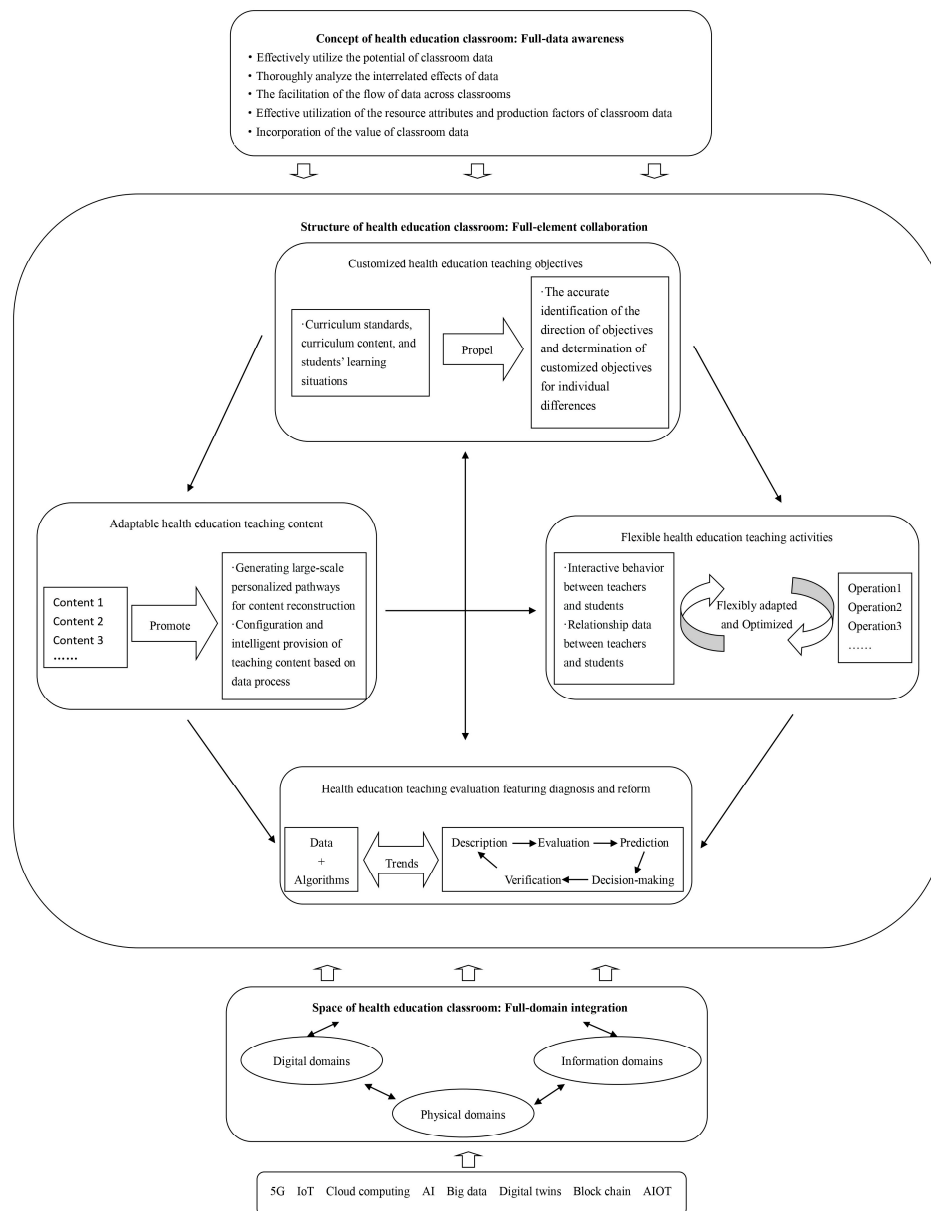 Concept of health education classroom: Full-data awareness
• Effectively utilize the potential of classroom data
• Thoroughly analyze the interrelated effects of data
• The facilitation of the flow of data across classrooms
• Effective utilization of the resource attributes and production factors of classroom data
• Incorporation of the value of classroom data
Structure of health education classroom: Full-element collaboration
Customized health education teaching objectives
·Curriculum standards,
curriculum content, and
students' learning
situations
Propel
·The accurate
identification of the
direction of objectives
and determination of
customized objectives
for individual
differences
Adaptable health education teaching content
Content 1
Content 2
Content 3
......
Promote
·Generating large-scale
personalized pathways
for content reconstruction
·Configuration and
intelligent provision of
teaching content based on
data process
Flexible health education teaching activities
·Interactive behavior
between teachers
and students
·Relationship data
between teachers
and students
Flexibly adapted
and Optimized
Operation1
Operation2
Operation3
......
Health education teaching evaluation featuring diagnosis and reform
Data
+
Algorithms
Trends
Description Evaluation Prediction
Verification Decision-making
Space of health education classroom: Full-domain integration
Digital domains
Information domains
Physical domains
5G IoT Cloud computing AI Big data Digital twins Block chain AIOT